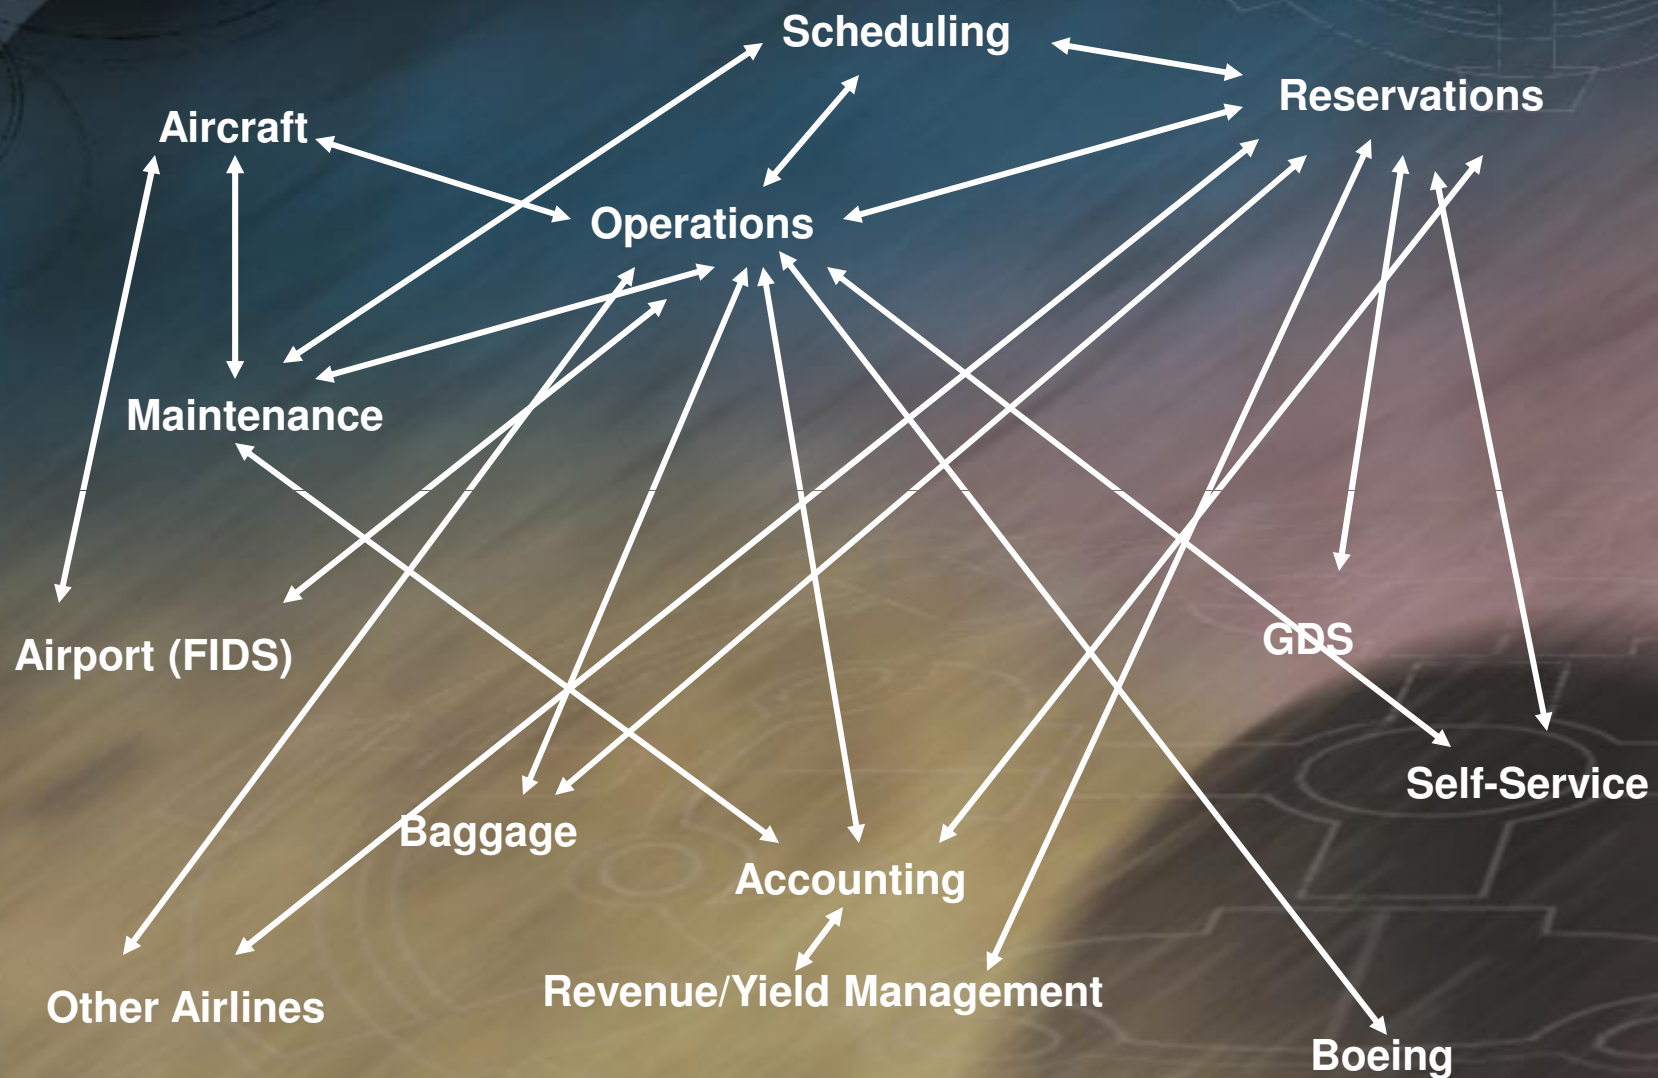 Scheduling
Reservations
Aircraft
Operations
Maintenance
Airport (FIDS)
GDS
Self-Service
Baggage
Accounting
Revenue/Yield Management
Other Airlines
Boeing